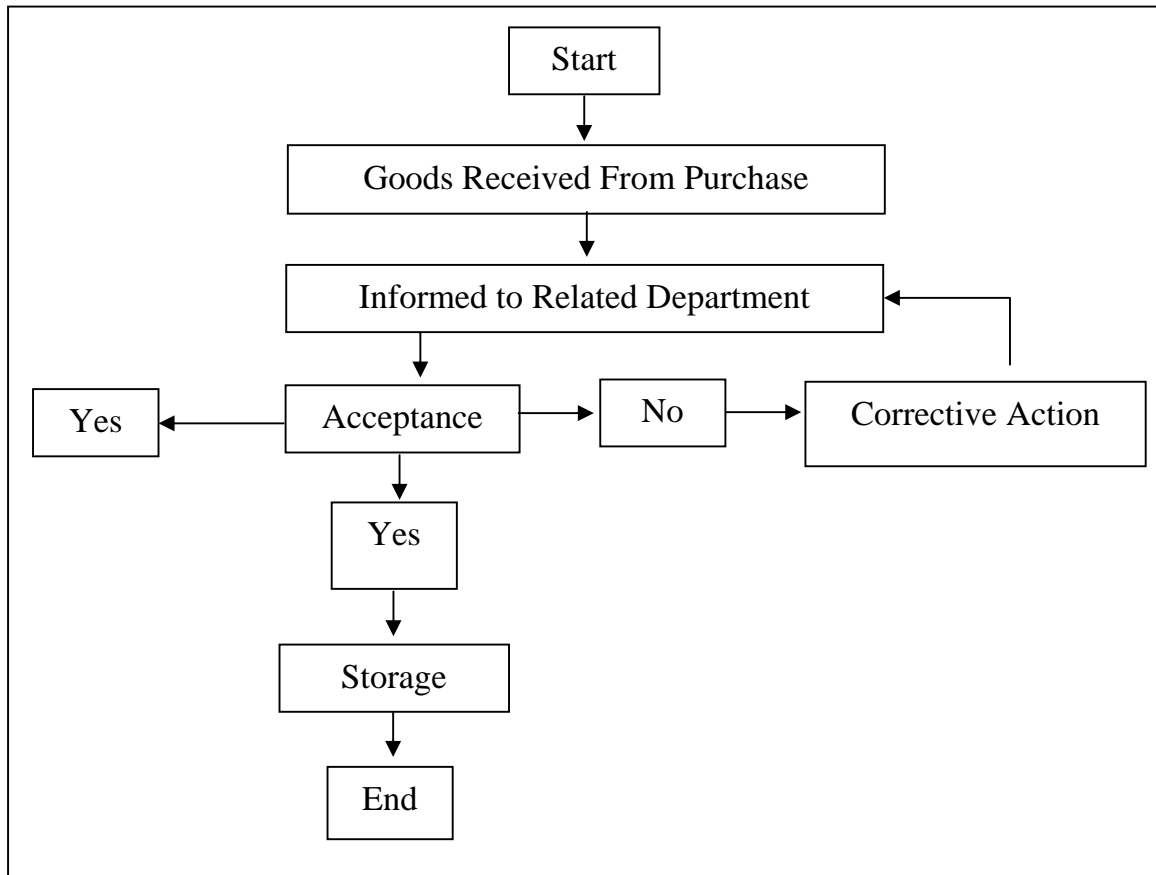 Start
Goods Received From Purchase
Informed to Related Department
Yes
Acceptance
No
Corrective Action
Yes
Storage
End